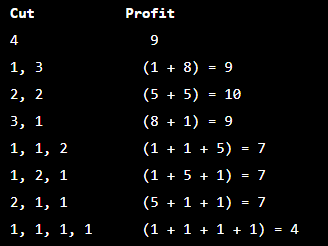 Cut Profit
4 9
1, 3 (1 + 8) = 9
2, 2 (5 + 5) = 10
3, 1 (8 + 1) = 9
1, 1, 2 (1 + 1 + 5) = 7
1, 2, 1 (1 + 5 + 1) = 7
2, 1, 1 (5 + 1 + 1) = 7
1, 1, 1, 1 (1 + 1 + 1 + 1) = 4